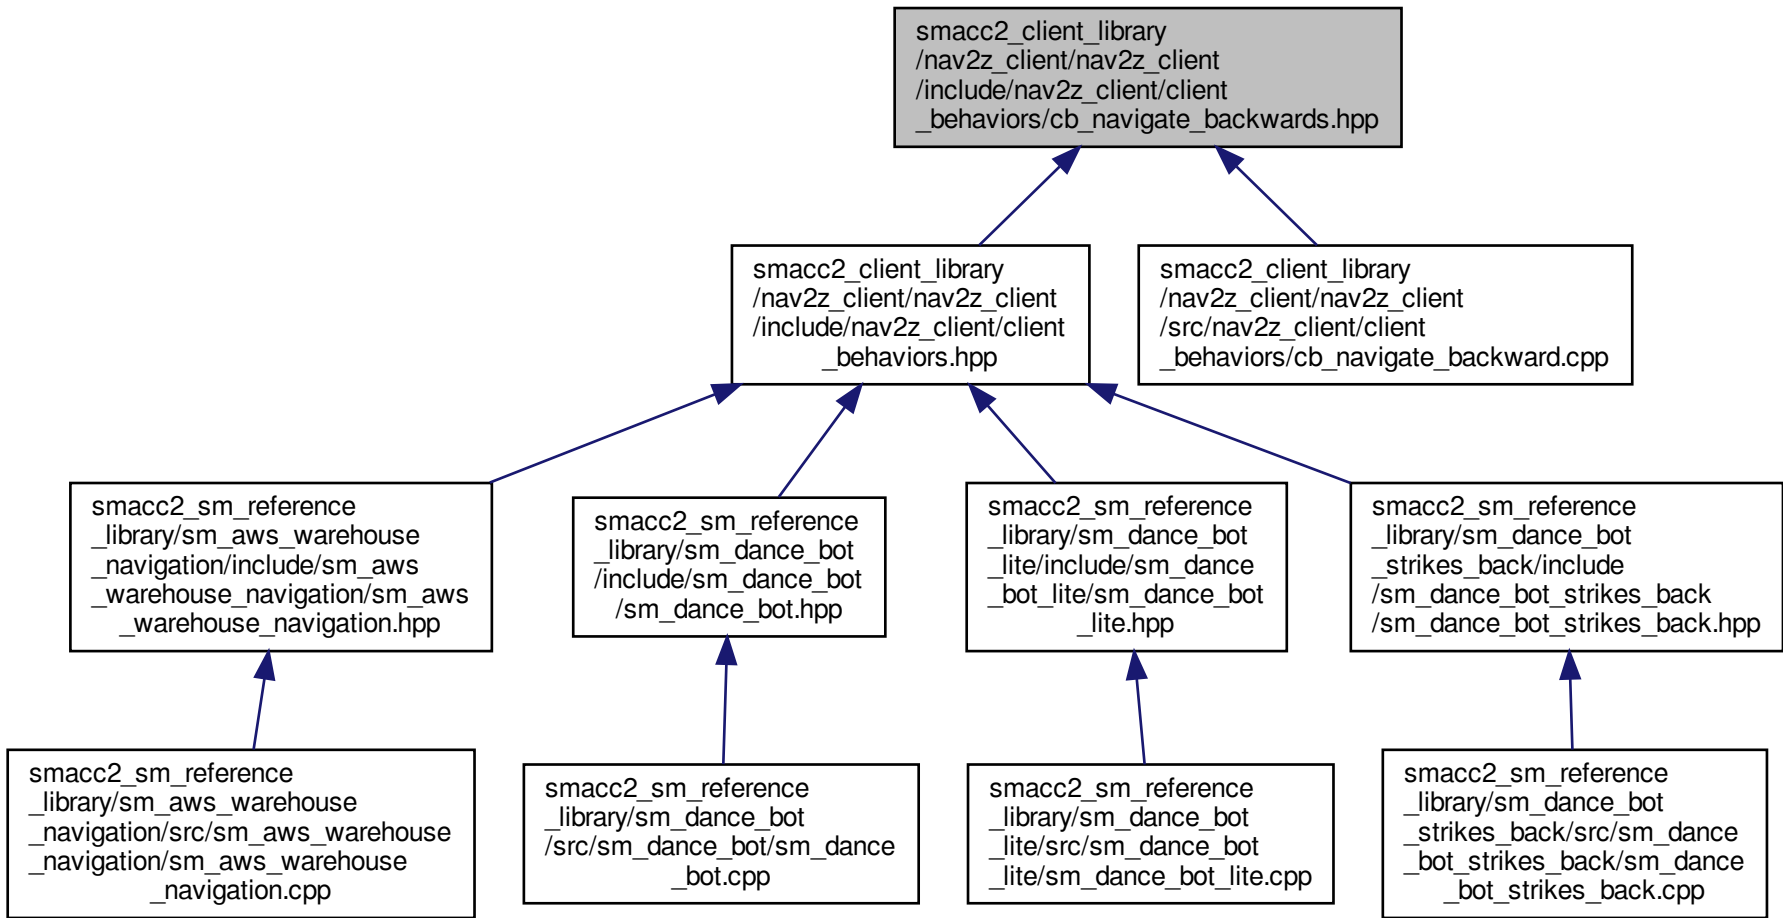 smacc2_client_library
/nav2z_client/nav2z_client
/include/nav2z_client/client
_behaviors/cb_navigate_backwards.hpp
smacc2_client_library
/nav2z_client/nav2z_client
/include/nav2z_client/client
_behaviors.hpp
smacc2_client_library
/nav2z_client/nav2z_client
/src/nav2z_client/client
_behaviors/cb_navigate_backward.cpp
smacc2_sm_reference
_library/sm_aws_warehouse
_navigation/include/sm_aws
_warehouse_navigation/sm_aws
_warehouse_navigation.hpp
smacc2_sm_reference
_library/sm_dance_bot
/include/sm_dance_bot
/sm_dance_bot.hpp
smacc2_sm_reference
_library/sm_dance_bot
_lite/include/sm_dance
_bot_lite/sm_dance_bot
_lite.hpp
smacc2_sm_reference
_library/sm_dance_bot
_strikes_back/include
/sm_dance_bot_strikes_back
/sm_dance_bot_strikes_back.hpp
smacc2_sm_reference
_library/sm_aws_warehouse
_navigation/src/sm_aws_warehouse
_navigation/sm_aws_warehouse
_navigation.cpp
smacc2_sm_reference
_library/sm_dance_bot
/src/sm_dance_bot/sm_dance
_bot.cpp
smacc2_sm_reference
_library/sm_dance_bot
_lite/src/sm_dance_bot
_lite/sm_dance_bot_lite.cpp
smacc2_sm_reference
_library/sm_dance_bot
_strikes_back/src/sm_dance
_bot_strikes_back/sm_dance
_bot_strikes_back.cpp